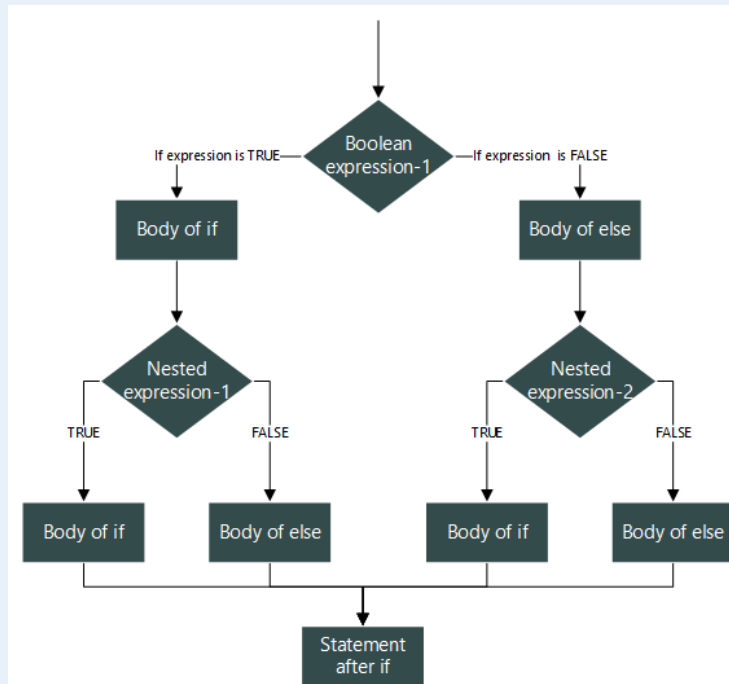 Boolean
expression-1
If expression is TRUE
If expression is FALSE
Body of if
Body of else
Nested
expression-1
Nested
expression-2
TRUE
FALSE
TRUE
FALSE
Body of if
Body of else
Body of if
Body of else
Statement
after if